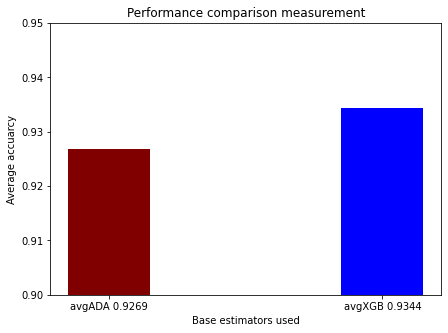 Performance comparison measurement
0.95
0.94
0.93
0.92
0.91
0.90
Average accuarcy
avgADA 0.9269
avgXGB 0.9344
Base estimators used